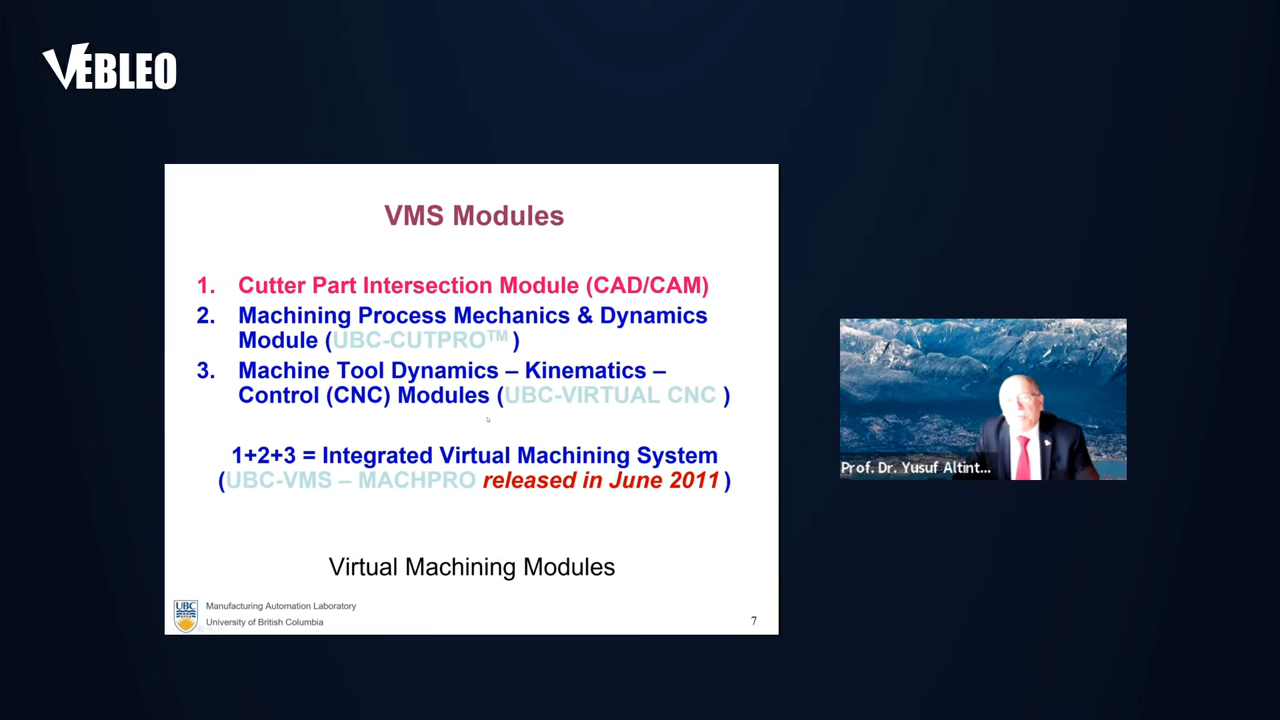 VEBLEO
VMS Modules
1. Cutter Part Intersection Module (CAD/CAM)
2. Machining Process Mechanics & Dynamics
Module (UBC-CUTPRO™ )
3. Machine Tool Dynamics – Kinematics –
Control (CNC) Modules (UBC-VIRTUAL CNC )
1+2+3 = Integrated Virtual Machining System
(UBC-VMS – MACHPRO released in June 2011 )
Virtual Machining Modules
UBC
Manufacturing Automation Laboratory
University of British Columbia
7
Prof. Dr. Yusuf Altint...